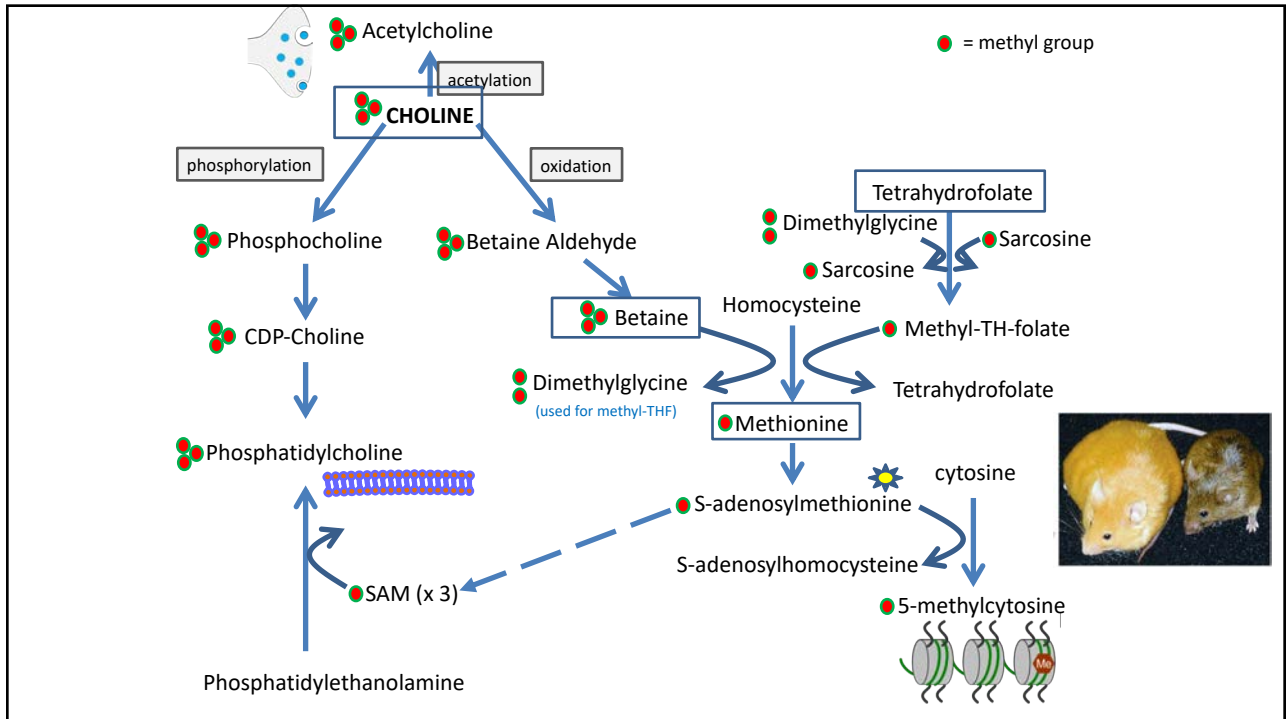 Acetylcholine
= methyl group
acetylation
CHOLINE
phosphorylation
oxidation
Tetrahydrofolate
Dimethylglycine
Sarcosine
Phosphocholine
Betaine Aldehyde
Sarcosine
Homocysteine
Betaine
Methyl-TH-folate
CDP-Choline
Dimethylglycine
(used for methyl-THF)
Tetrahydrofolate
Methionine
Phosphatidylcholine
cytosine
S-adenosylmethionine
S-adenosylhomocysteine
SAM (x 3)
5-methylcytosine
Me
Phosphatidylethanolamine